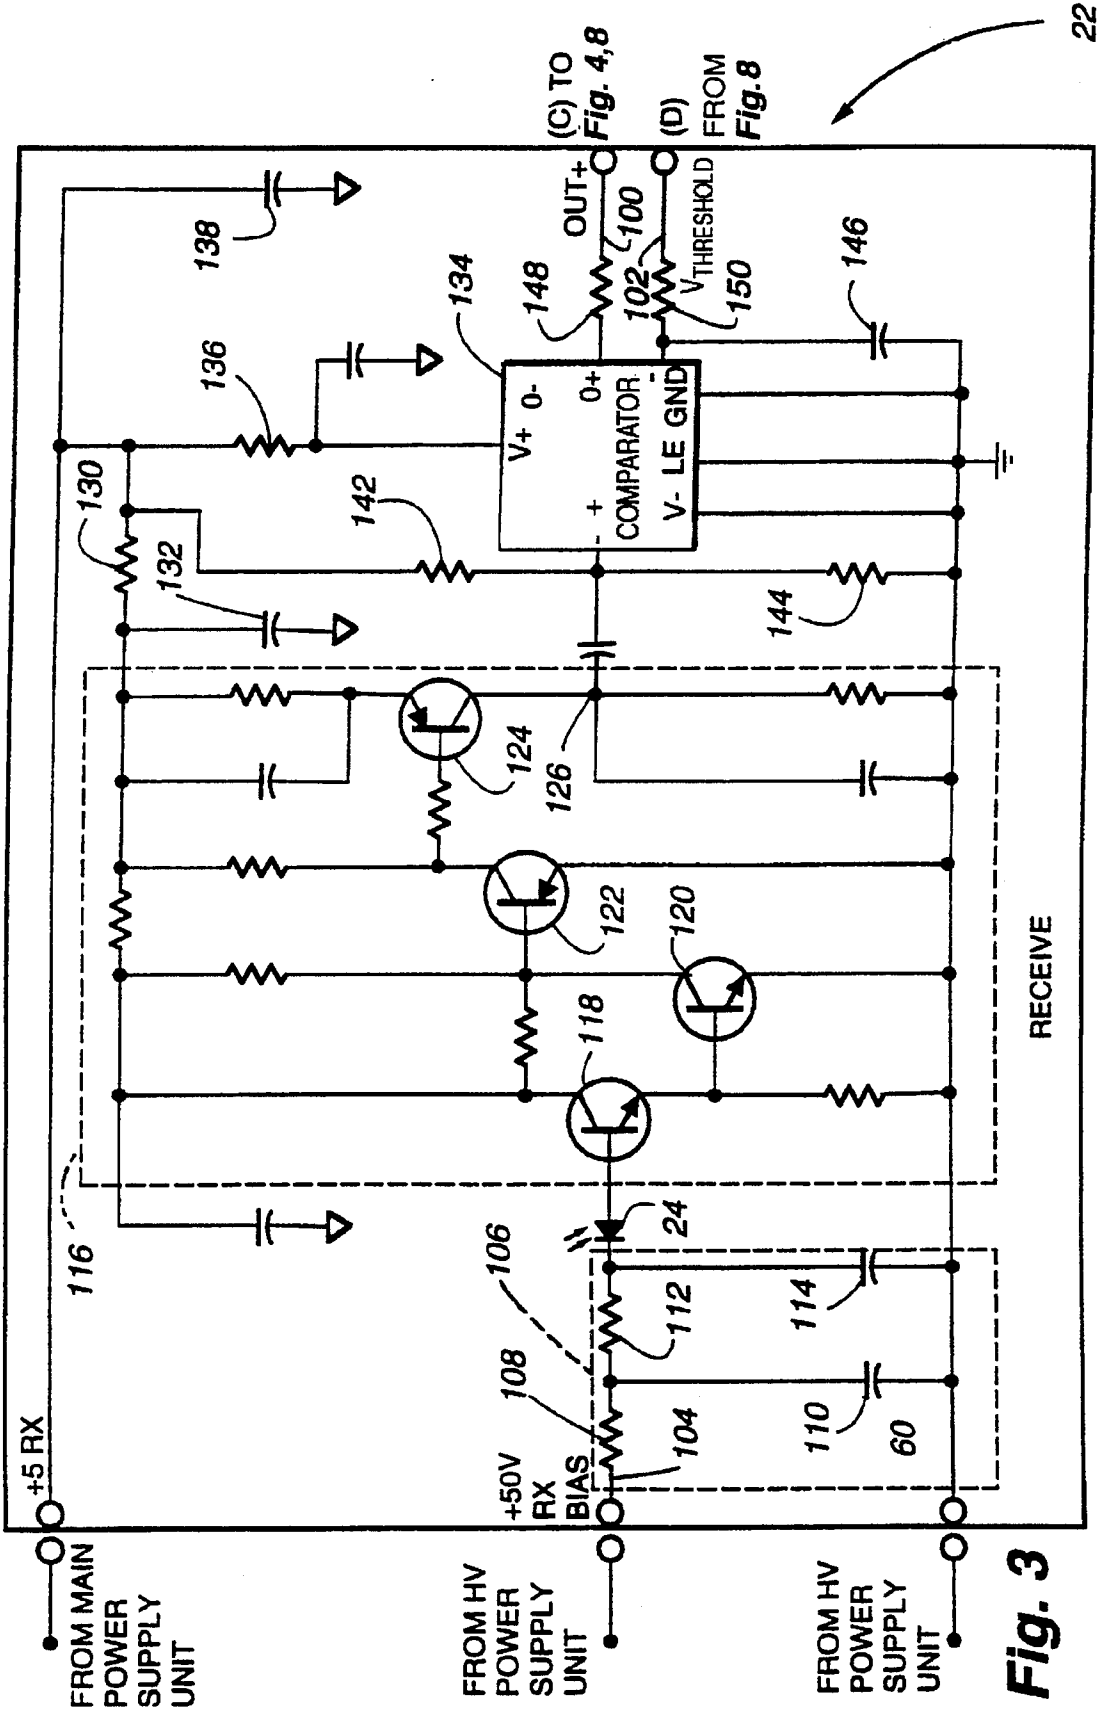 22
(C) TO
Fig. 4,8
(D)
FROM
Fig. 8
OUT+
100
102
VTHRESHOLD
138
136
134
148
150
146
V+
0-
0+
-
+
-
COMPARATOR
V- LE GND
130
132
142
144
124
126
122
120
118
116
24
106
112
114
108
104
110
60
+5 RX
+50V
RX
BIAS
RECEIVE
FROM MAIN
POWER
SUPPLY
UNIT
FROM HV
POWER
SUPPLY
UNIT
FROM HV
POWER
SUPPLY
UNIT
Fig. 3